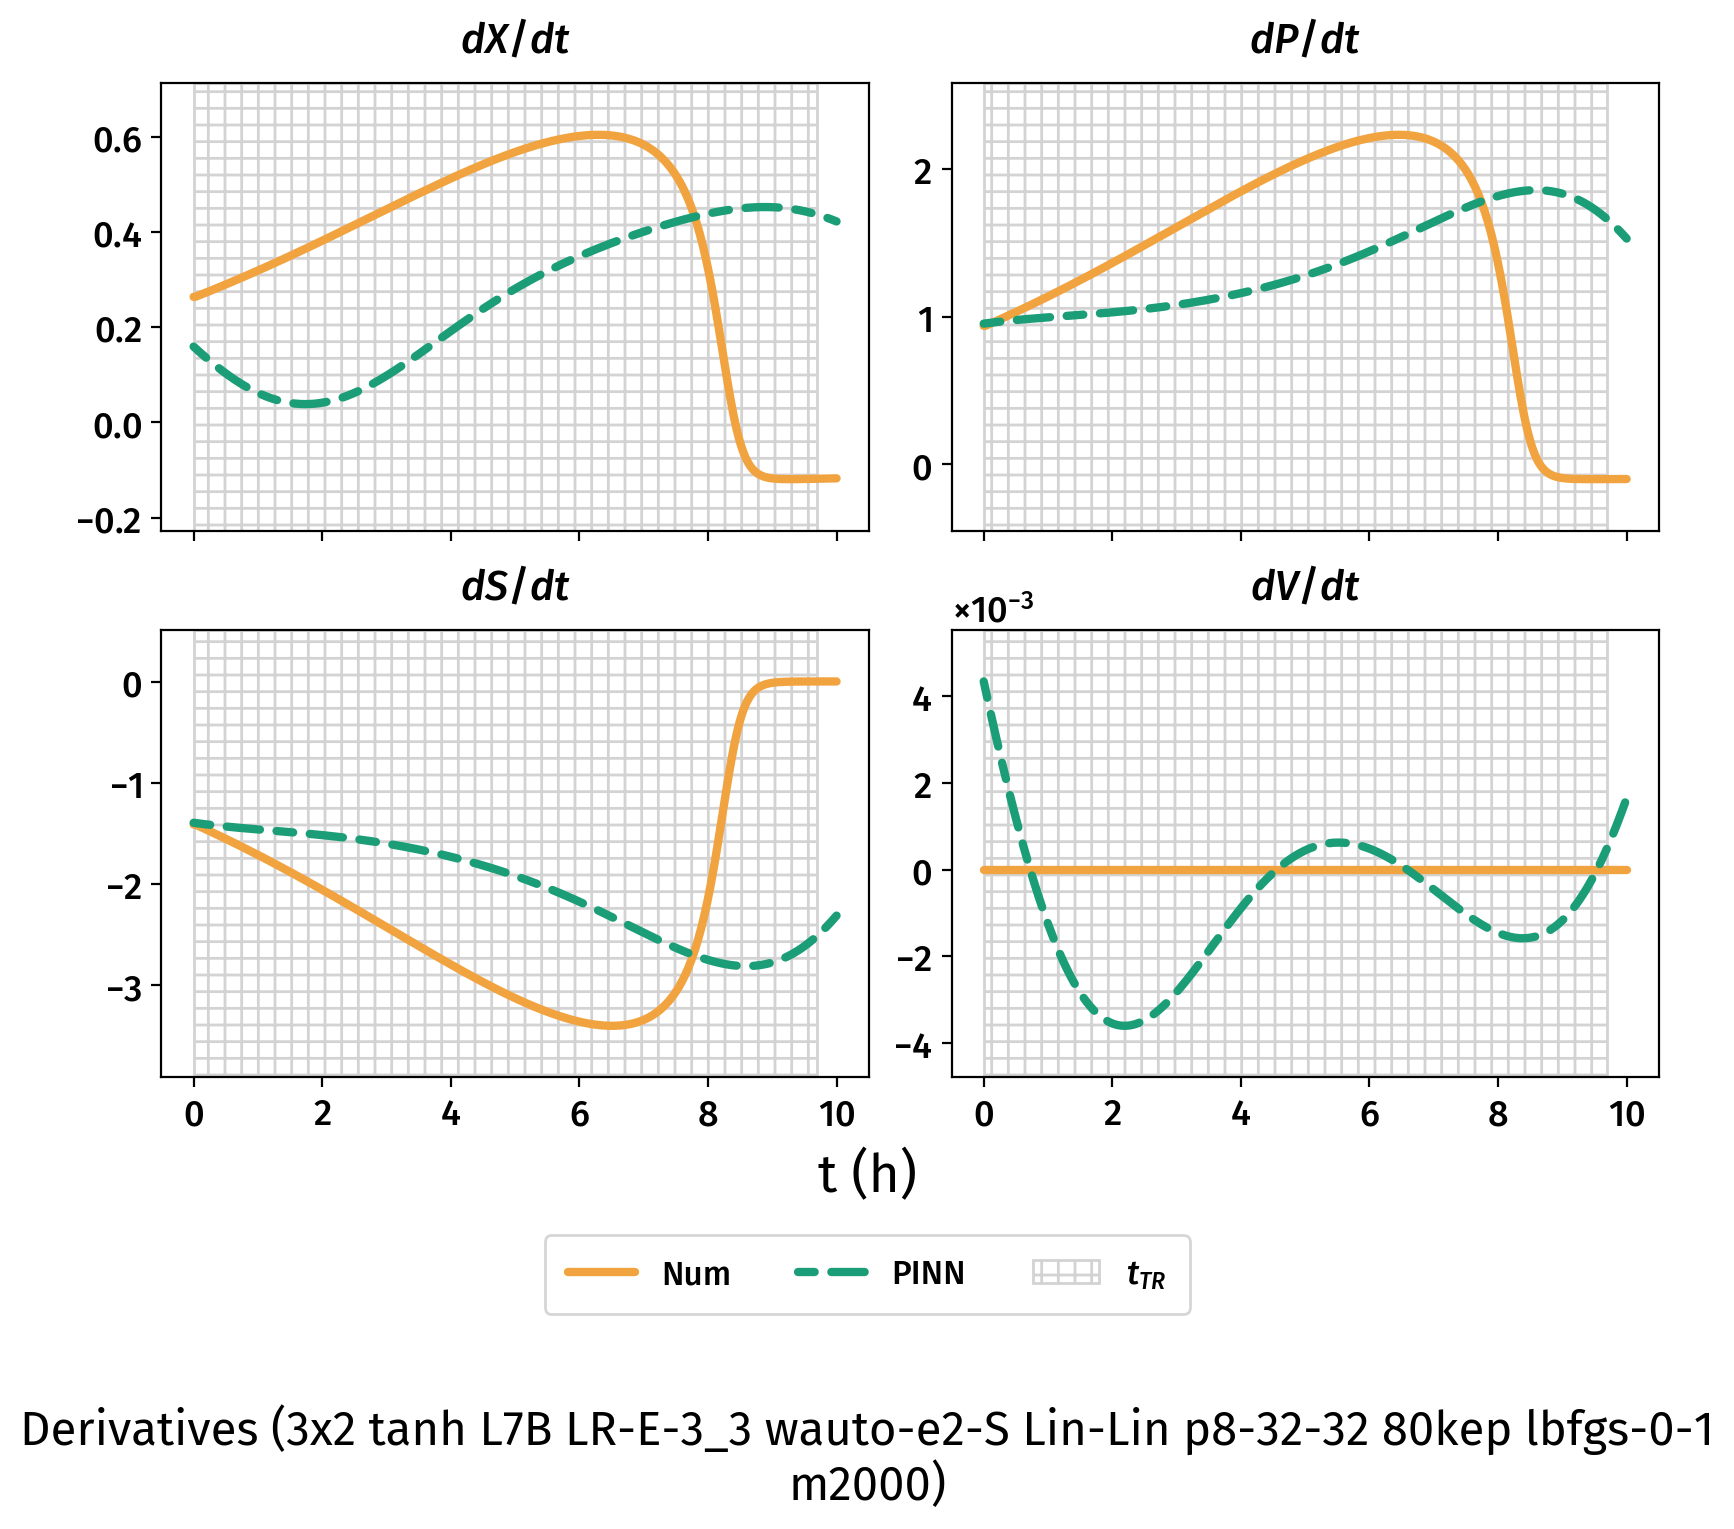 dX/dt
dP/dt
0.6
0.4
0.2
0.0
−0.2
2
1
0
dS/dt
dV/dt
×10⁻³
0
−1
−2
−3
4
2
0
−2
−4
0 2 4 6 8 10
0 2 4 6 8 10
t (h)
Num PINN t_TR
Derivatives (3x2 tanh L7B LR-E-3_3 wauto-e2-S Lin-Lin p8-32-32 80kep lbfgs-0-1
m2000)